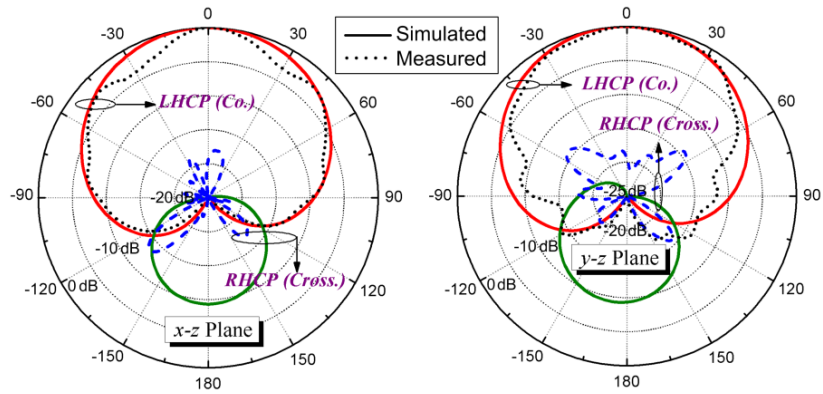 0
30
60
90
120
150
180
-150
-120
-90
-60
-30
LHCP (Co.)
RHCP (Cross.)
-20 dB
-10 dB
0 dB
x-z Plane
Simulated
Measured
0
30
60
90
120
150
180
-150
-120
-90
-60
-30
LHCP (Co.)
RHCP (Cross.)
-25 dB
-20 dB
-10 dB
0 dB
y-z Plane